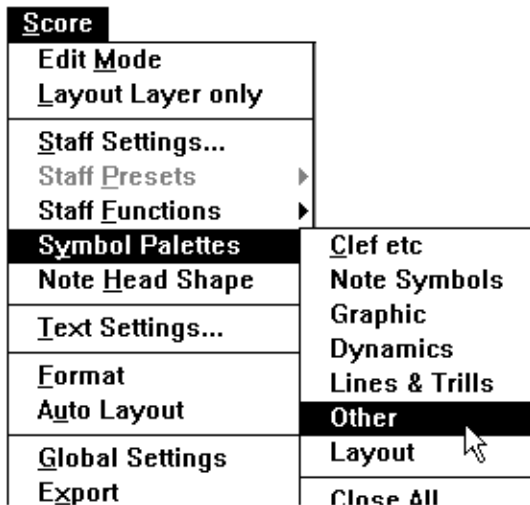 Score
Edit Mode
Layout Layer only
Staff Settings...
Staff Presets
Staff Functions
Symbol Palettes
Note Head Shape
Text Settings...
Format
Auto Layout
Global Settings
Export
Clef etc
Note Symbols
Graphic
Dynamics
Lines & Trills
Other
Layout
Close All